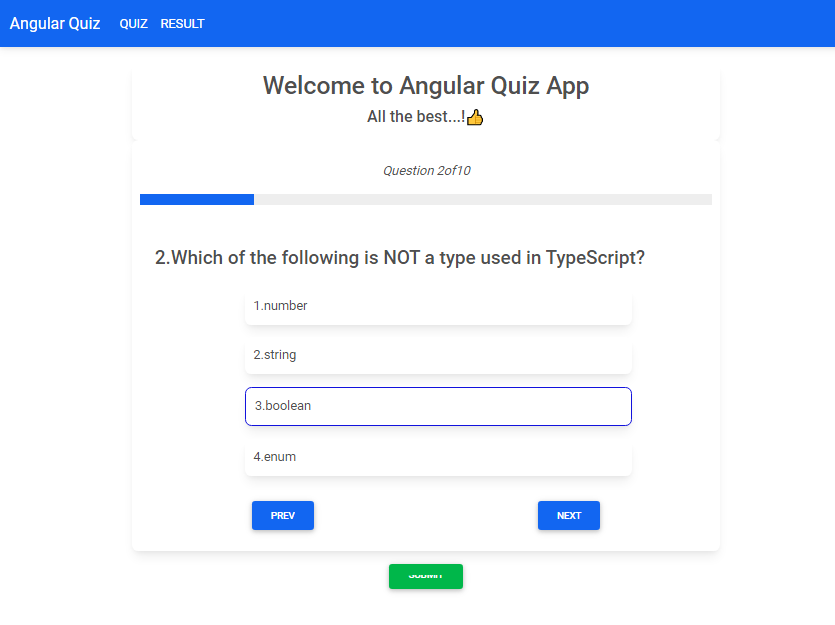 Angular Quiz QUIZ RESULT
Welcome to Angular Quiz App
All the best...!👍
Question 2of10
2.Which of the following is NOT a type used in TypeScript?
1.number
2.string
3.boolean
4.enum
PREV NEXT
SUBMIT